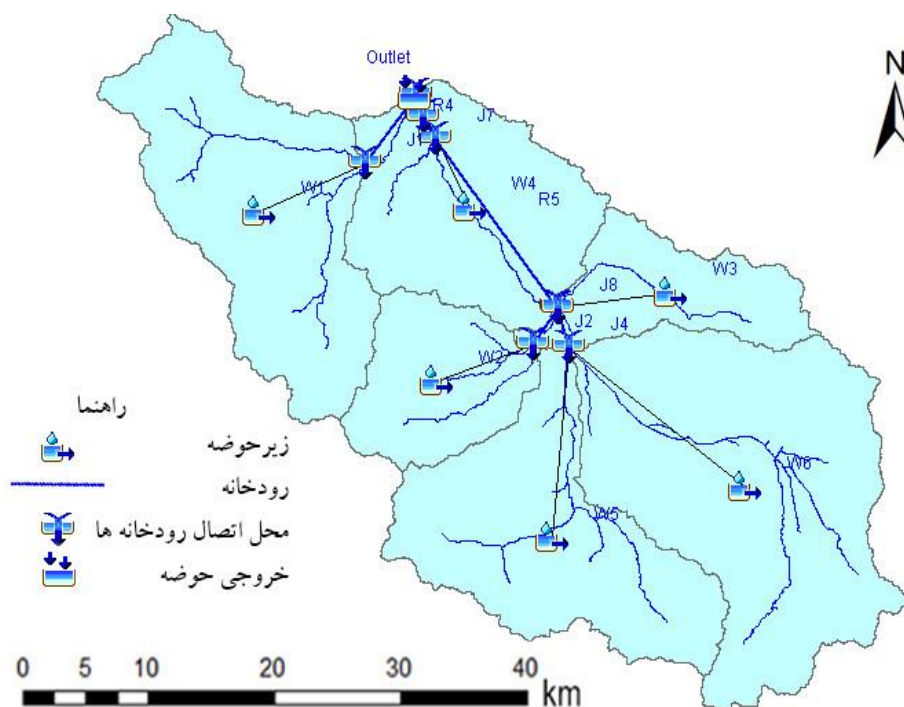 Outlet
N
R4
J7
J1
W1
W4
R5
W3
J8
J2
J4
W2
راهنما
زیرحوضه
W6
رودخانه
W5
محل اتصال رودخانه ها
خروجی حوضه
0 5 10 20 30 40
km